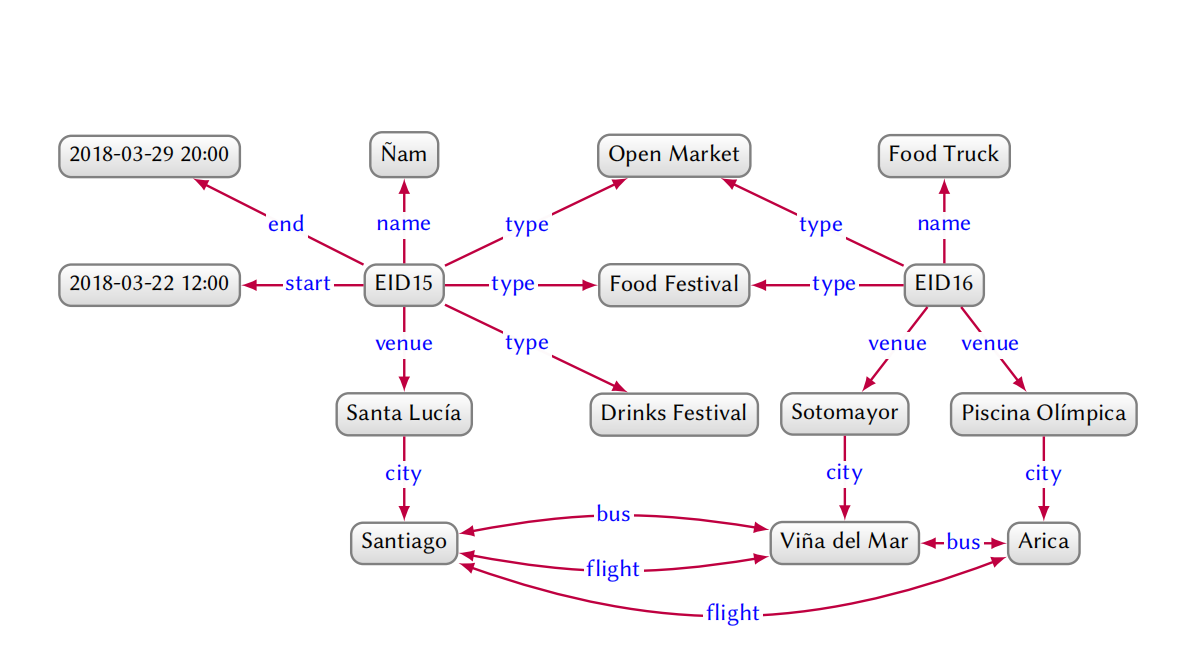 2018-03-29 20:00
Ñam
Open Market
Food Truck
end
name
type
type
name
2018-03-22 12:00
start
EID15
type
Food Festival
type
EID16
venue
type
venue
venue
Santa Lucía
Drinks Festival
Sotomayor
Piscina Olímpica
city
city
city
bus
Santiago
Viña del Mar
bus
Arica
flight
flight